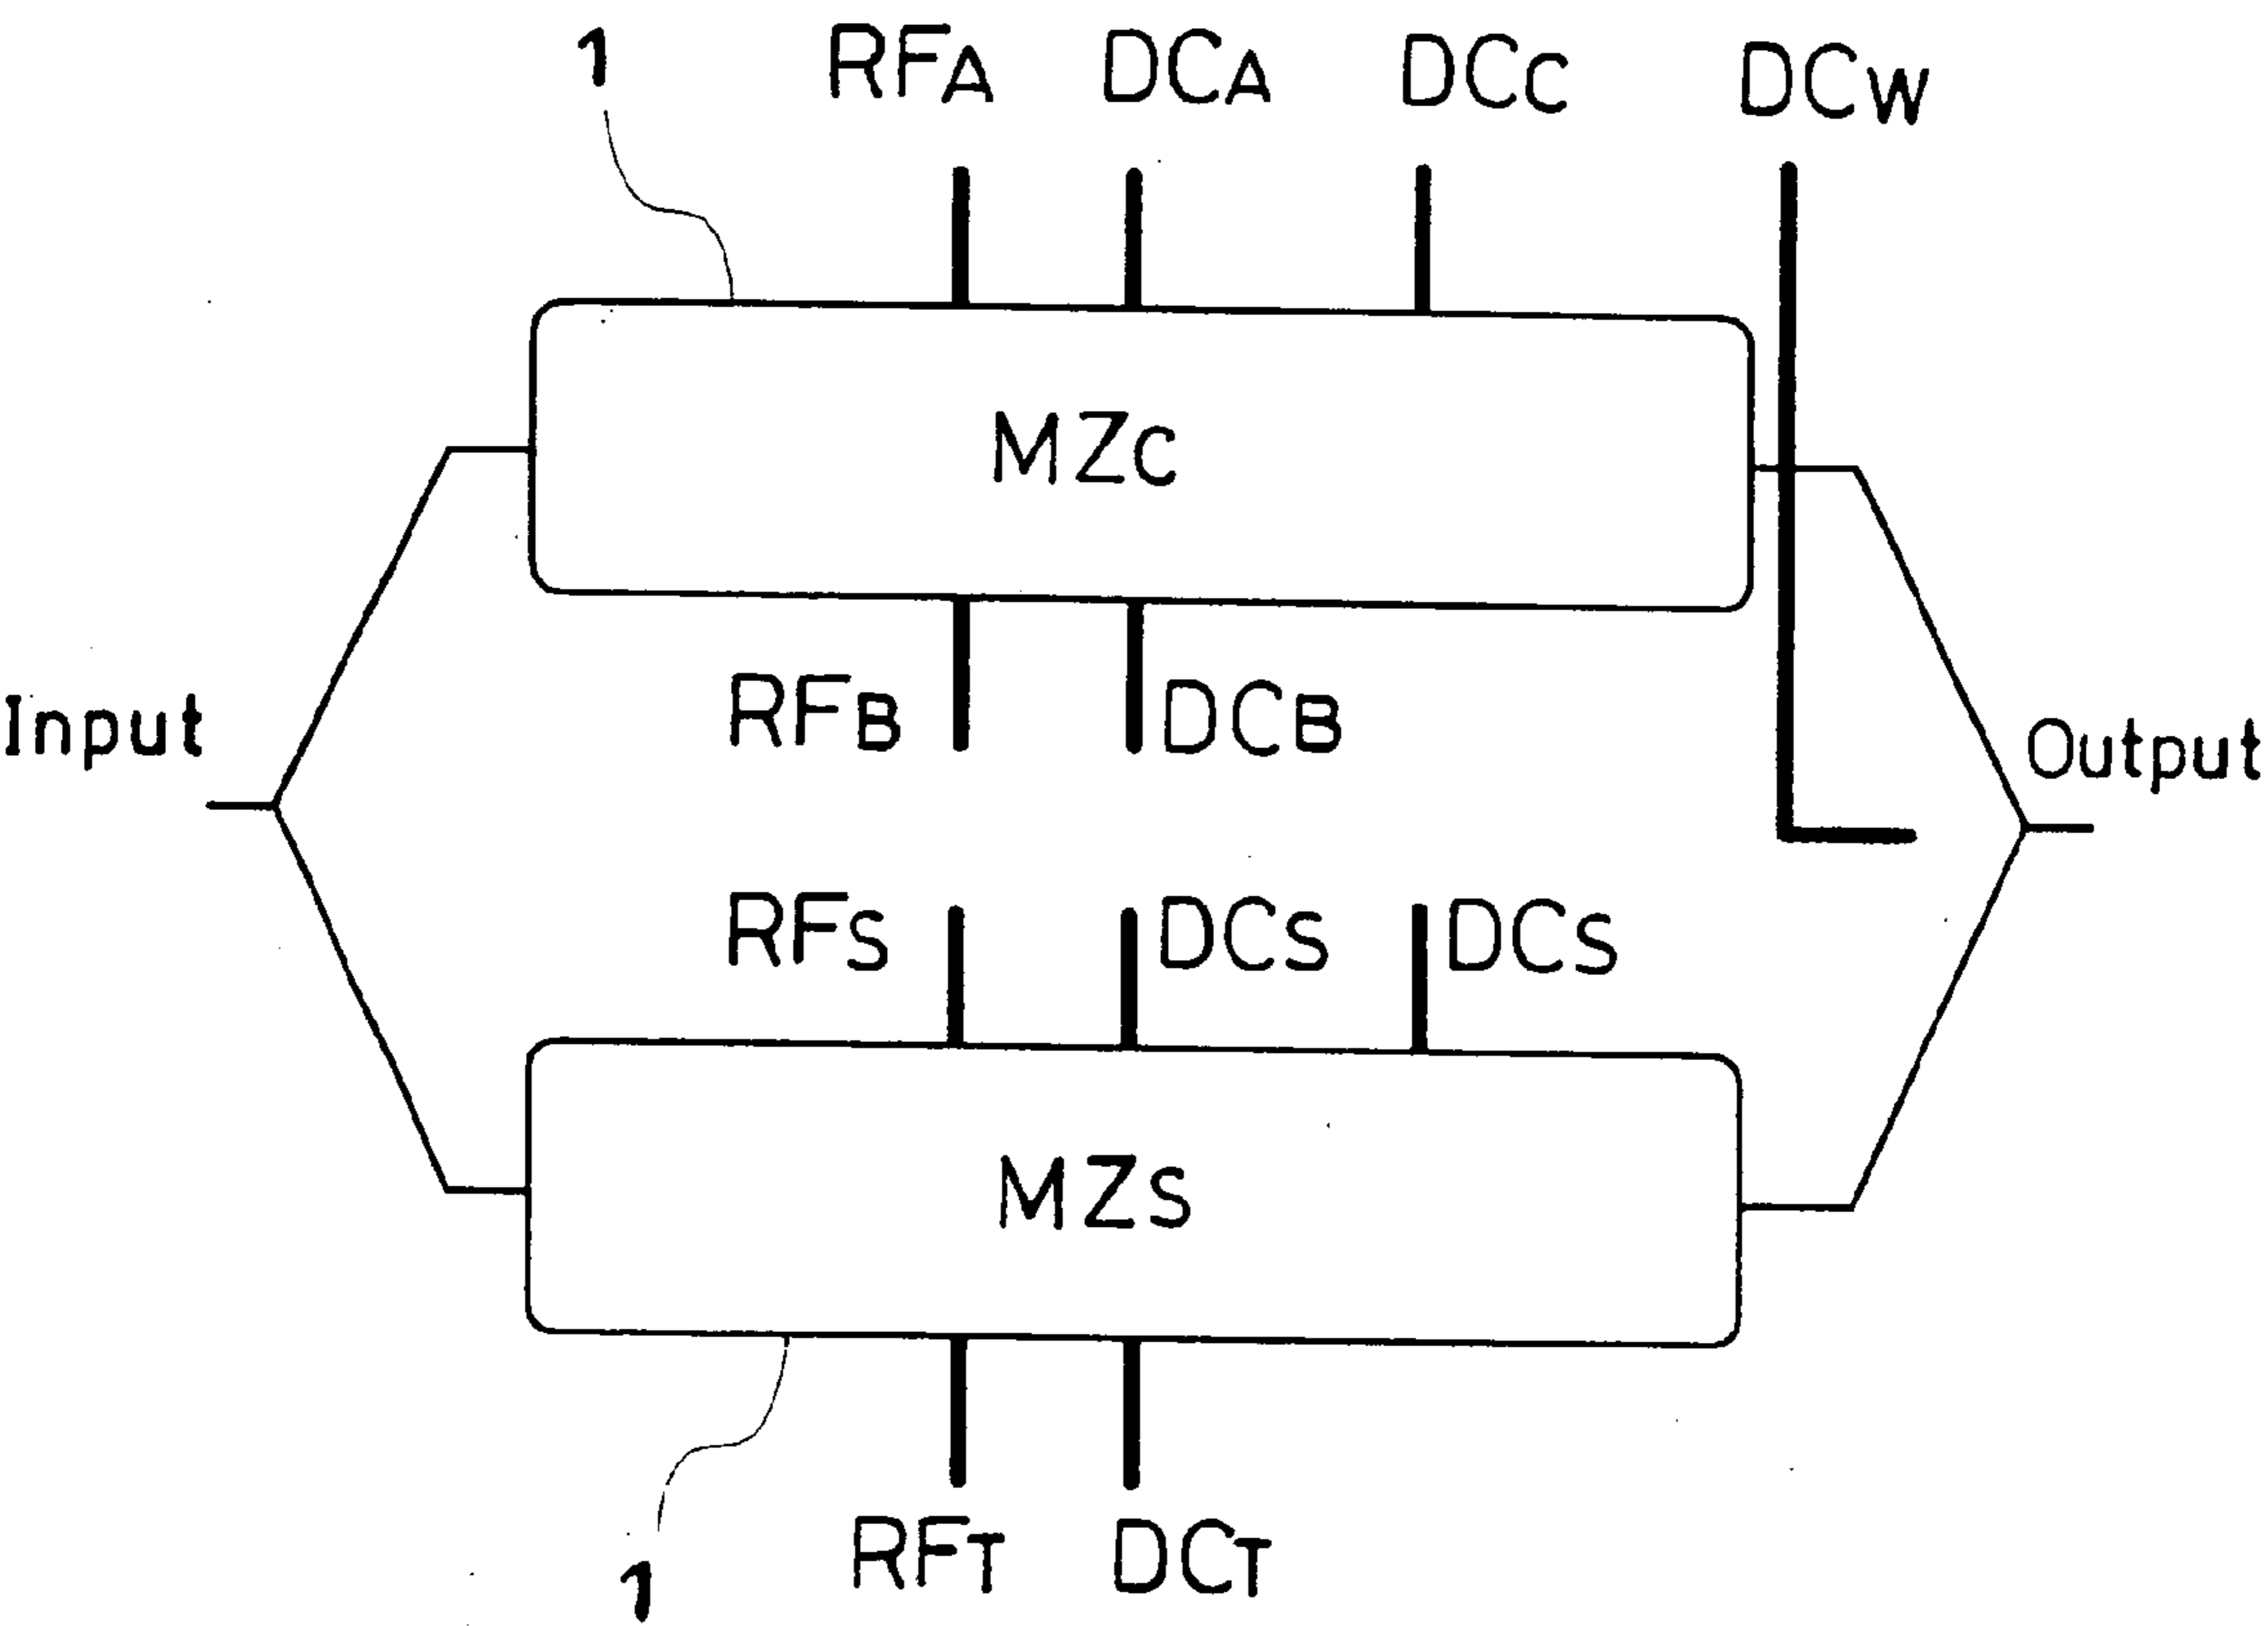 1 RFA DCA DCC DCW
MZC
RFB DCB
Input
Output
RFS DCS DCS
MZS
RFT DCT
1